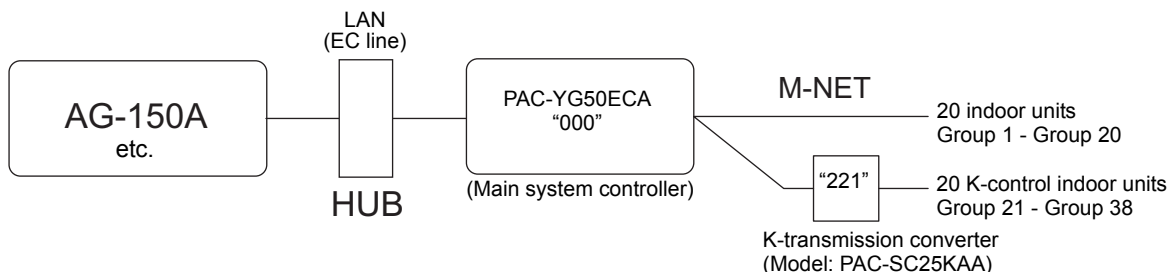 LAN
(EC line)
AG-150A
etc.
HUB
PAC-YG50ECA
“000”
(Main system controller)
M-NET
20 indoor units
Group 1 - Group 20
“221”
20 K-control indoor units
Group 21 - Group 38
K-transmission converter
(Model: PAC-SC25KAA)